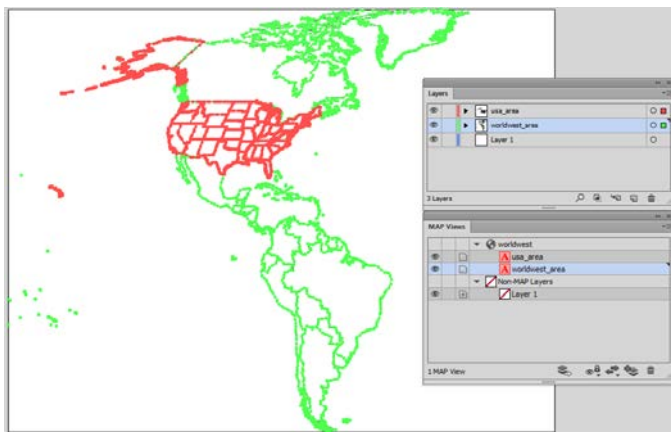 Layers
usa_area
worldwest_area
Layer 1
3 Layers
MAP Views
worldwest
usa_area
worldwest_area
Non-MAP Layers
Layer 1
1 MAP View